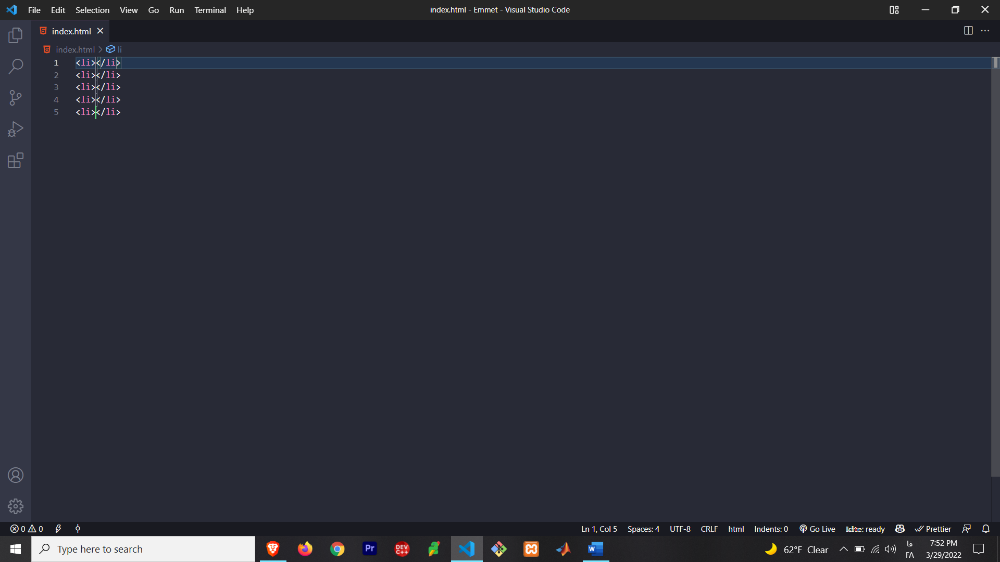 File Edit Selection View Go Run Terminal Help
index.html - Emmet - Visual Studio Code
index.html
index.html > li
1 <li></li>
2 <li></li>
3 <li></li>
4 <li></li>
5 <li></li>
0 0 Ln 1, Col 5 Spaces: 4 UTF-8 CRLF html Indents: 0 Go Live kite: ready Prettier
Type here to search
Pr
DEV C++
W
62°F Clear
فا
FA
7:52 PM
3/29/2022